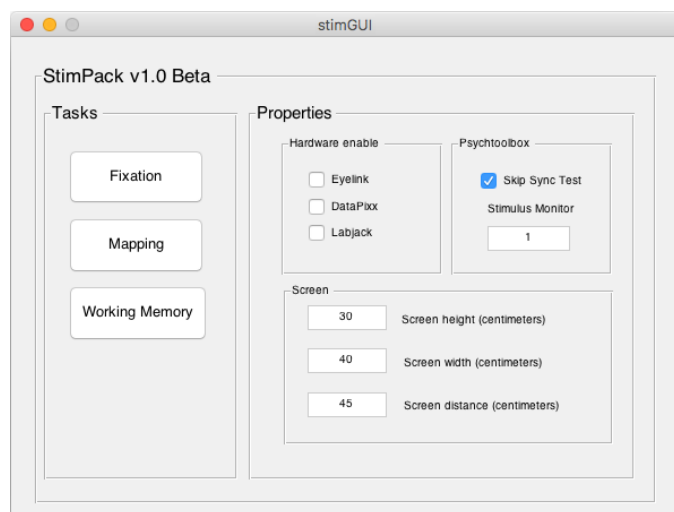 stimGUI
StimPack v1.0 Beta
Tasks
Fixation
Mapping
Working Memory
Properties
Hardware enable
Eyelink
DataPixx
Labjack
Psychtoolbox
Skip Sync Test
Stimulus Monitor
1
Screen
30 Screen height (centimeters)
40 Screen width (centimeters)
45 Screen distance (centimeters)